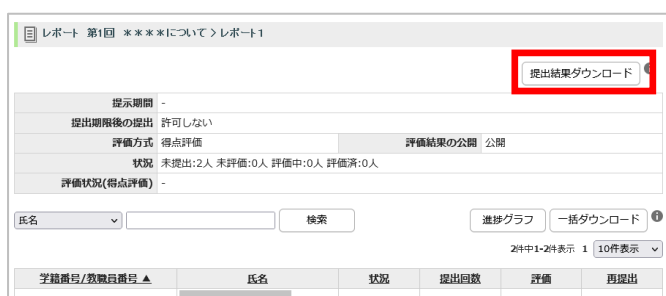 レポート 第1回 ****について > レポート1
提出結果ダウンロード
提示期間 -
提出期限後の提出 許可しない
評価方式 得点評価 評価結果の公開 公開
状況 未提出:2人 未評価:0人 評価中:0人 評価済:0人
評価状況(得点評価) -
氏名 検索 進捗グラフ 一括ダウンロード
2件中1-2件表示 1 10件表示
学籍番号/教職員番号 ▲ 氏名 状況 提出回数 評価 再提出